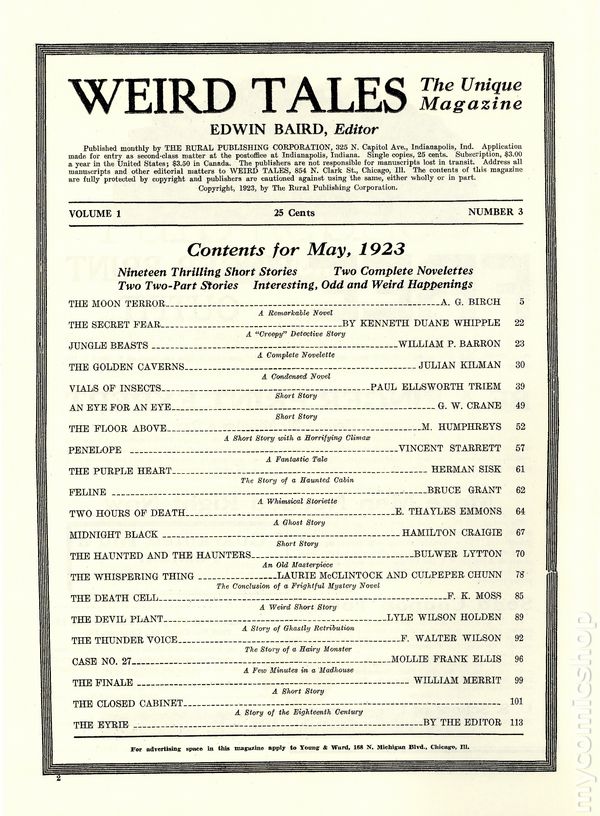 WEIRD TALES The Unique Magazine
EDWIN BAIRD, Editor
Published monthly by THE RURAL PUBLISHING CORPORATION, 325 N. Capitol Ave., Indianapolis, Ind. Application
made for entry as second-class matter at the postoffice at Indianapolis, Indiana. Single copies, 25 cents. Subscription, $3.00
a year in the United States; $3.50 in Canada. The publishers are not responsible for manuscripts lost in transit. Address all
manuscripts and other editorial matters to WEIRD TALES, 854 N. Clark St., Chicago, Ill. The contents of this magazine
are fully protected by copyright and publishers are cautioned against using the same, either wholly or in part.
Copyright, 1923, by The Rural Publishing Corporation.
VOLUME 1 25 Cents NUMBER 3
Contents for May, 1923
Nineteen Thrilling Short Stories Two Complete Novelettes
Two Two-Part Stories Interesting, Odd and Weird Happenings
THE MOON TERROR A. G. BIRCH 5
A Remarkable Novel
THE SECRET FEAR BY KENNETH DUANE WHIPPLE 22
A "Creepy" Detective Story
JUNGLE BEASTS WILLIAM P. BARRON 23
A Complete Novelette
THE GOLDEN CAVERNS JULIAN KILMAN 30
A Condensed Novel
VIALS OF INSECTS PAUL ELLSWORTH TRIEM 39
Short Story
AN EYE FOR AN EYE G. W. CRANE 49
Short Story
THE FLOOR ABOVE M. HUMPHREYS 52
A Short Story with a Horrifying Climax
PENELOPE VINCENT STARRETT 57
A Fantastic Tale
THE PURPLE HEART HERMAN SISK 61
The Story of a Haunted Cabin
FELINE BRUCE GRANT 62
A Whimsical Storiette
TWO HOURS OF DEATH E. THAYLES EMMONS 64
A Ghost Story
MIDNIGHT BLACK HAMILTON CRAIGIE 67
Short Story
THE HAUNTED AND THE HAUNTERS BULWER LYTTON 70
An Old Masterpiece
THE WHISPERING THING LAURIE McCLINTOCK AND CULPEPER CHUNN 78
The Conclusion of a Frightful Mystery Novel
THE DEATH CELL F. K. MOSS 85
A Weird Short Story
THE DEVIL PLANT LYLE WILSON HOLDEN 89
A Story of Ghastly Retribution
THE THUNDER VOICE F. WALTER WILSON 92
The Story of a Hairy Monster
CASE NO. 27 MOLLIE FRANK ELLIS 96
A Few Minutes in a Madhouse
THE FINALE WILLIAM MERRIT 99
A Short Story
THE CLOSED CABINET 101
A Story of the Eighteenth Century
THE EYRIE BY THE EDITOR 113
For advertising space in this magazine apply to Young & Ward, 168 N. Michigan Blvd., Chicago, Ill.
2
mycomicshop